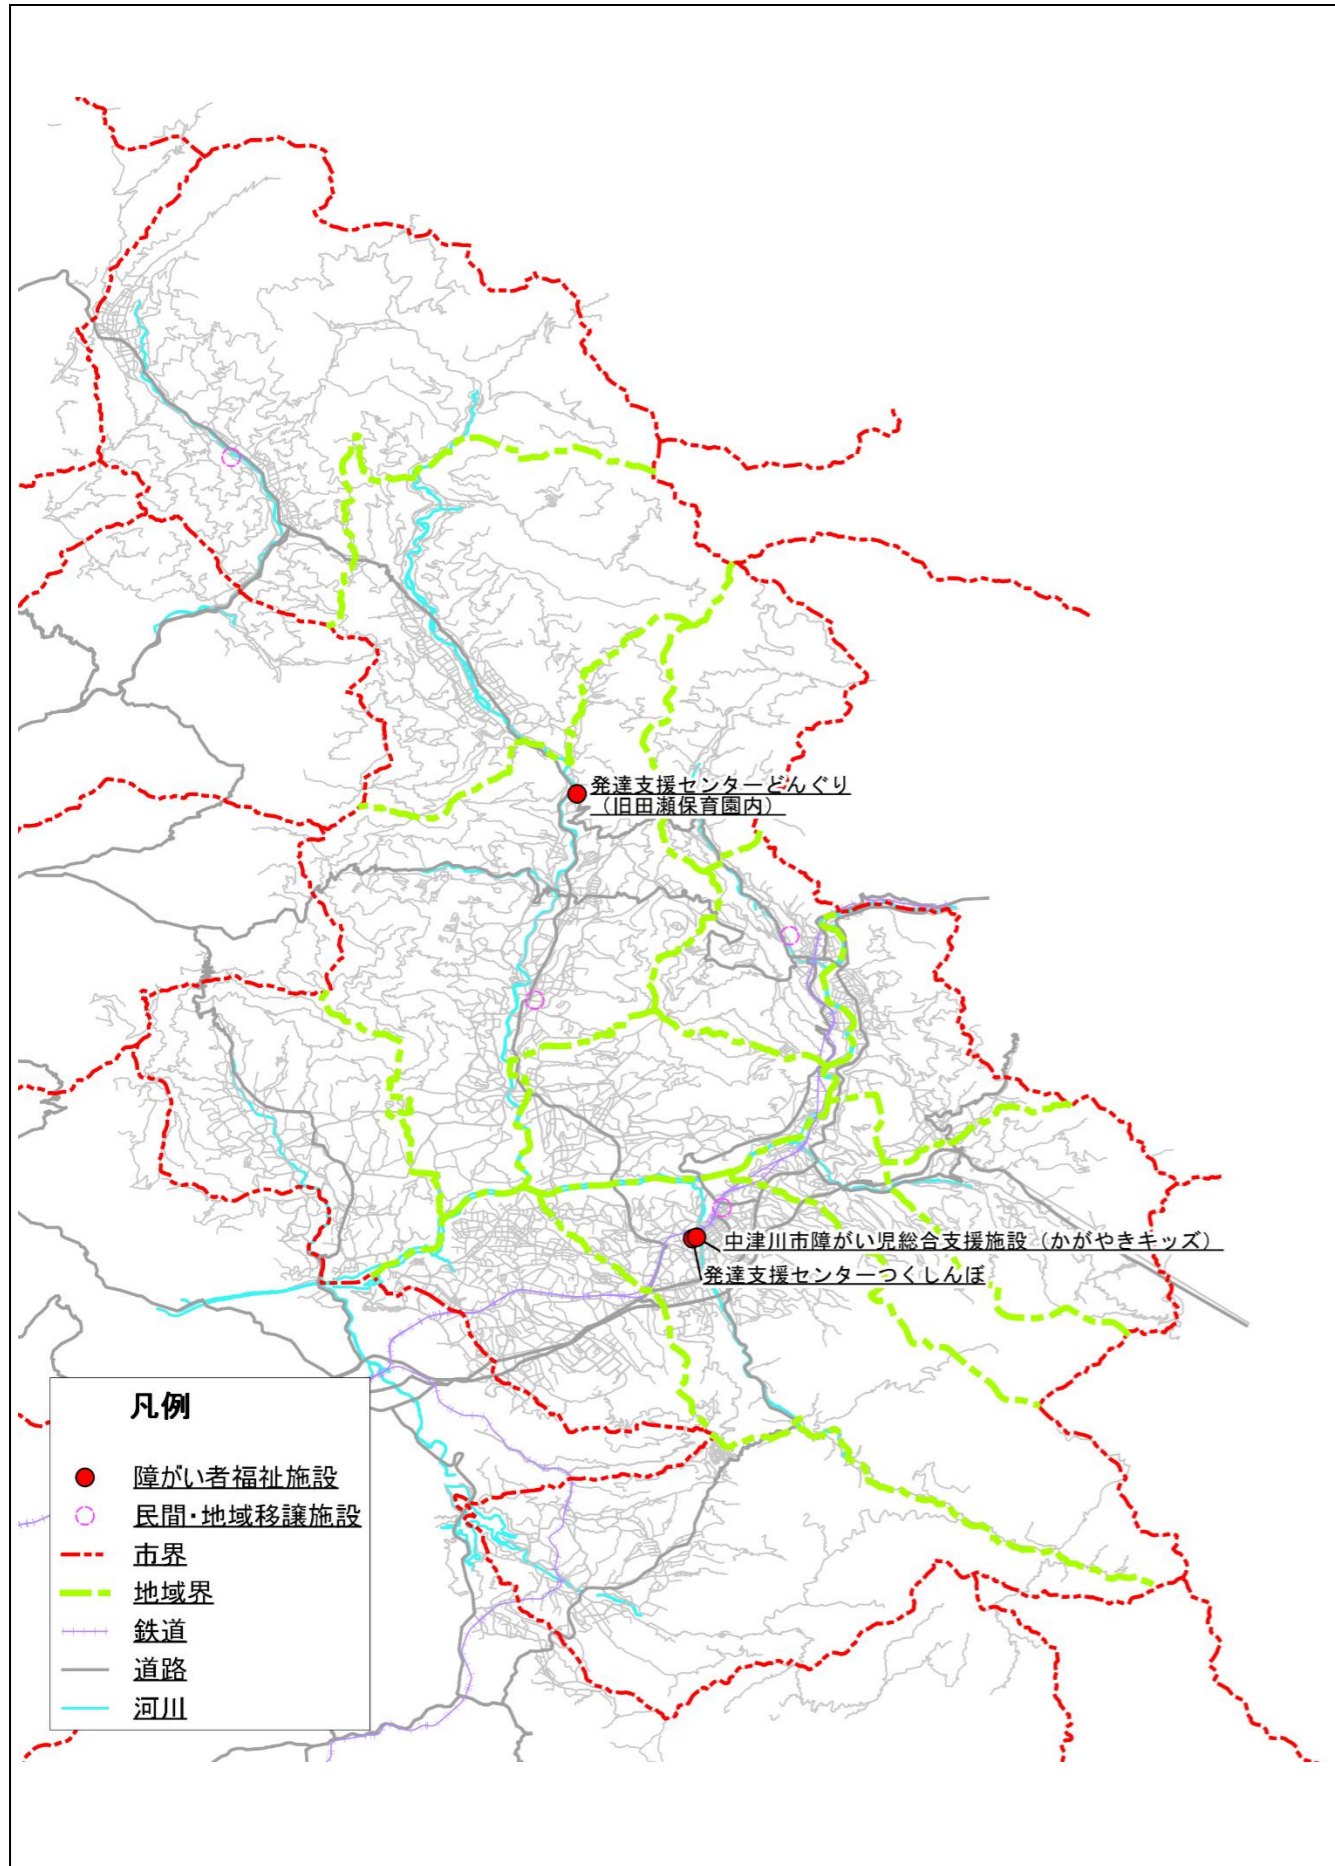 発達支援センターどんぐり
（旧田瀬保育園内）
中津川市障がい児総合支援施設（かがやきキッズ）
発達支援センターつくしんぼ
凡例
障がい者福祉施設
民間・地域移譲施設
市界
地域界
鉄道
道路
河川